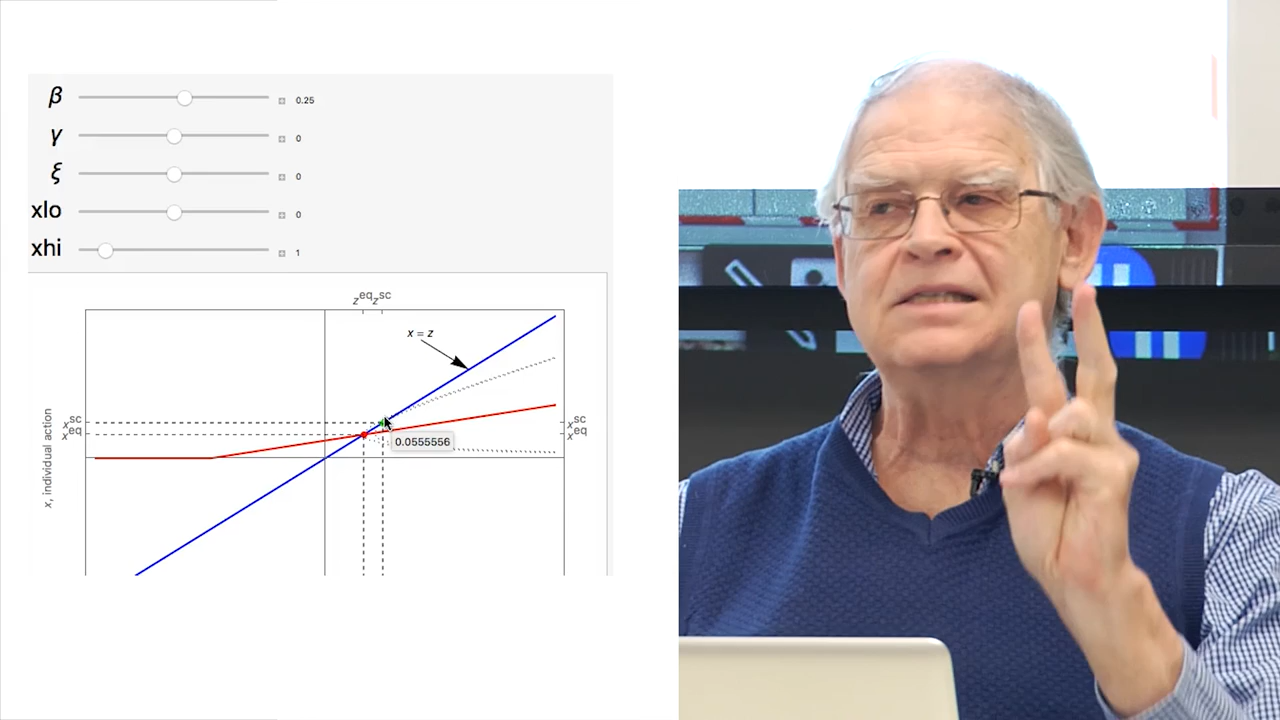 β 0.25
γ 0
ξ 0
xlo 0
xhi 1
z^eq z^sc
x = z
x^sc x^sc
x^eq x^eq
0.0555556
x, individual action